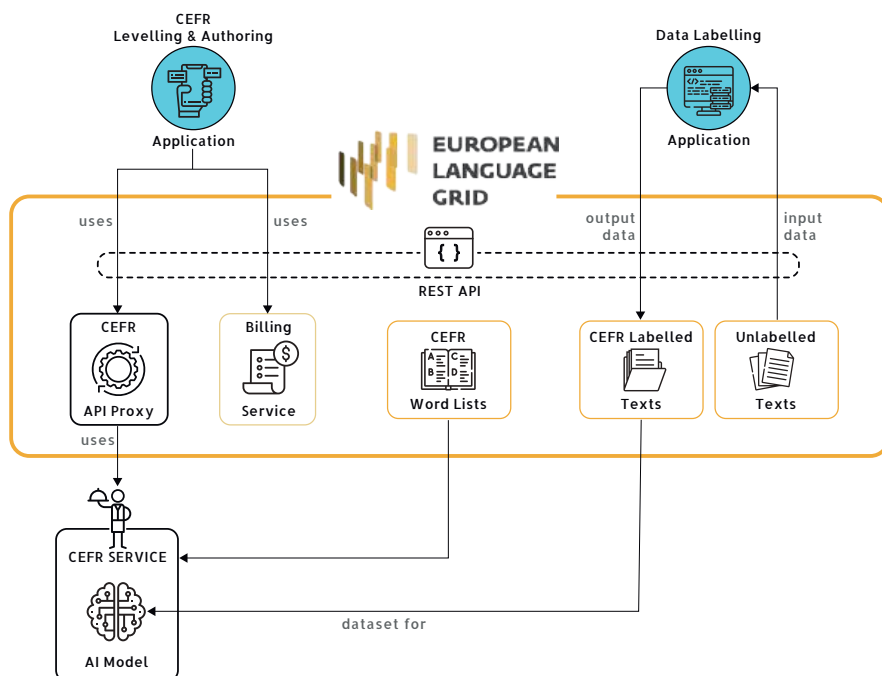 CEFR
Levelling & Authoring
Application
Data Labelling
</>
Application
EUROPEAN
LANGUAGE
GRID
uses
uses
output
data
input
data
{ }
REST API
CEFR
API Proxy
Billing
$
Service
CEFR
A C
B D
Word Lists
CEFR Labelled
Texts
Unlabelled
Texts
uses
CEFR SERVICE
AI Model
dataset for